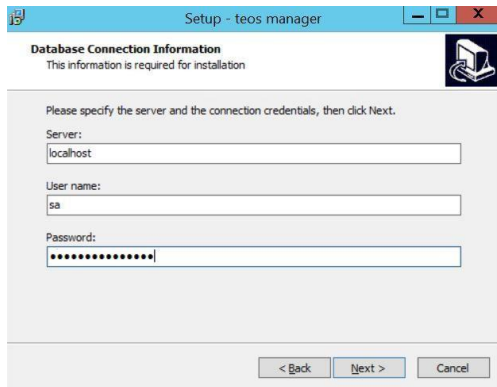 Setup - teos manager
Database Connection Information
This information is required for installation
Please specify the server and the connection credentials, then click Next.
Server:
localhost
User name:
sa
Password:
●●●●●●●●●●●●●●●
< Back
Next >
Cancel